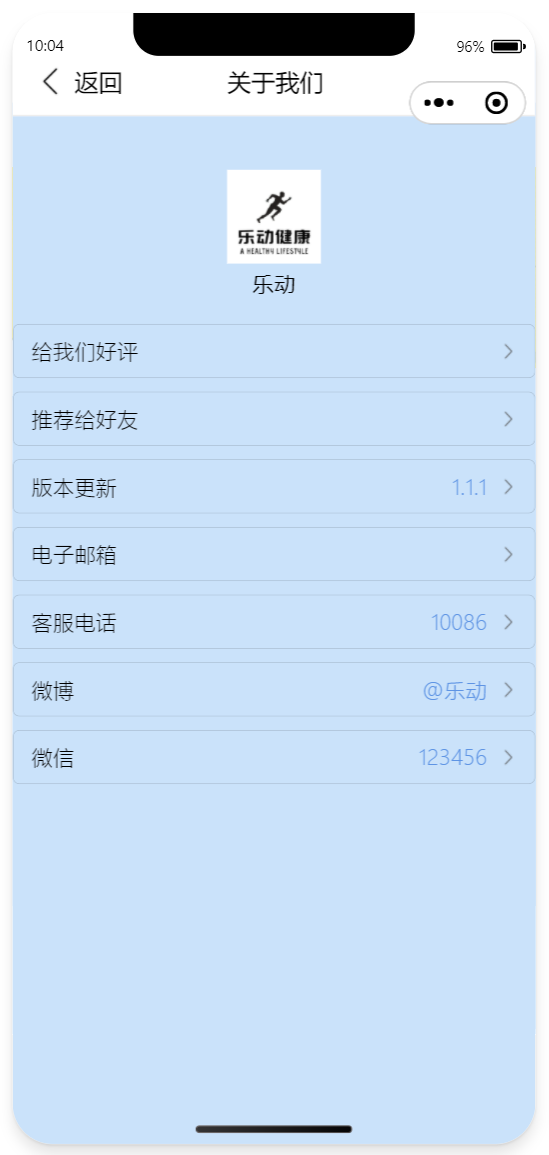 10:04
96%
返回
关于我们
乐动健康
A HEALTHY LIFESTYLE
乐动
给我们好评
推荐给好友
版本更新 1.1.1
电子邮箱
客服电话 10086
微博 @乐动
微信 123456